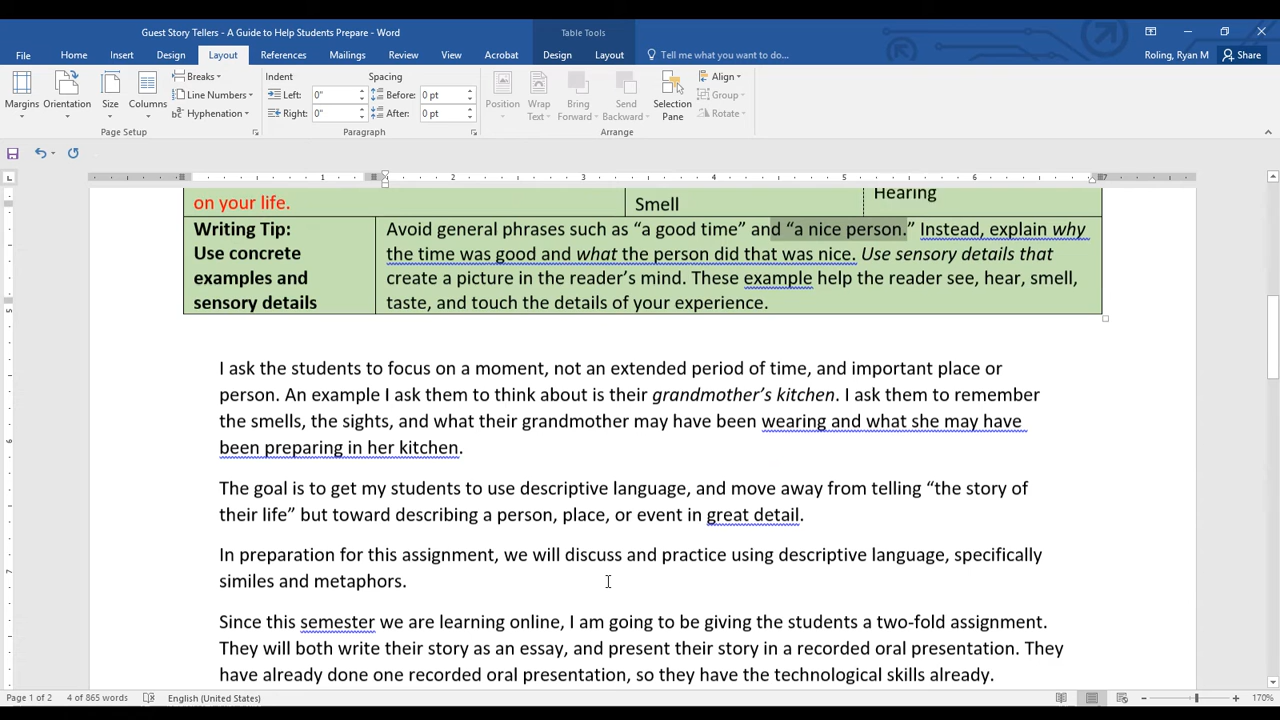 Guest Story Tellers - A Guide to Help Students Prepare - Word
Table Tools
File Home Insert Design Layout References Mailings Review View Acrobat Design Layout Tell me what you want to do... Roling, Ryan M Share
Margins Orientation Size Columns
Breaks
Line Numbers
Hyphenation
Page Setup
Indent
Left: 0"
Right: 0"
Spacing
Before: 0 pt
After: 0 pt
Paragraph
Position Wrap Text Bring Forward Send Backward Selection Pane
Align
Group
Rotate
Arrange
1 2 3 4 5 6 7
on your life.
Smell
Hearing
Writing Tip:
Use concrete
examples and
sensory details
Avoid general phrases such as “a good time” and “a nice person.” Instead, explain why
the time was good and what the person did that was nice. Use sensory details that
create a picture in the reader’s mind. These example help the reader see, hear, smell,
taste, and touch the details of your experience.
I ask the students to focus on a moment, not an extended period of time, and important place or
person. An example I ask them to think about is their grandmother’s kitchen. I ask them to remember
the smells, the sights, and what their grandmother may have been wearing and what she may have
been preparing in her kitchen.
The goal is to get my students to use descriptive language, and move away from telling “the story of
their life” but toward describing a person, place, or event in great detail.
In preparation for this assignment, we will discuss and practice using descriptive language, specifically
similes and metaphors.
Since this semester we are learning online, I am going to be giving the students a two-fold assignment.
They will both write their story as an essay, and present their story in a recorded oral presentation. They
have already done one recorded oral presentation, so they have the technological skills already.
Page 1 of 2 4 of 865 words English (United States) 170%